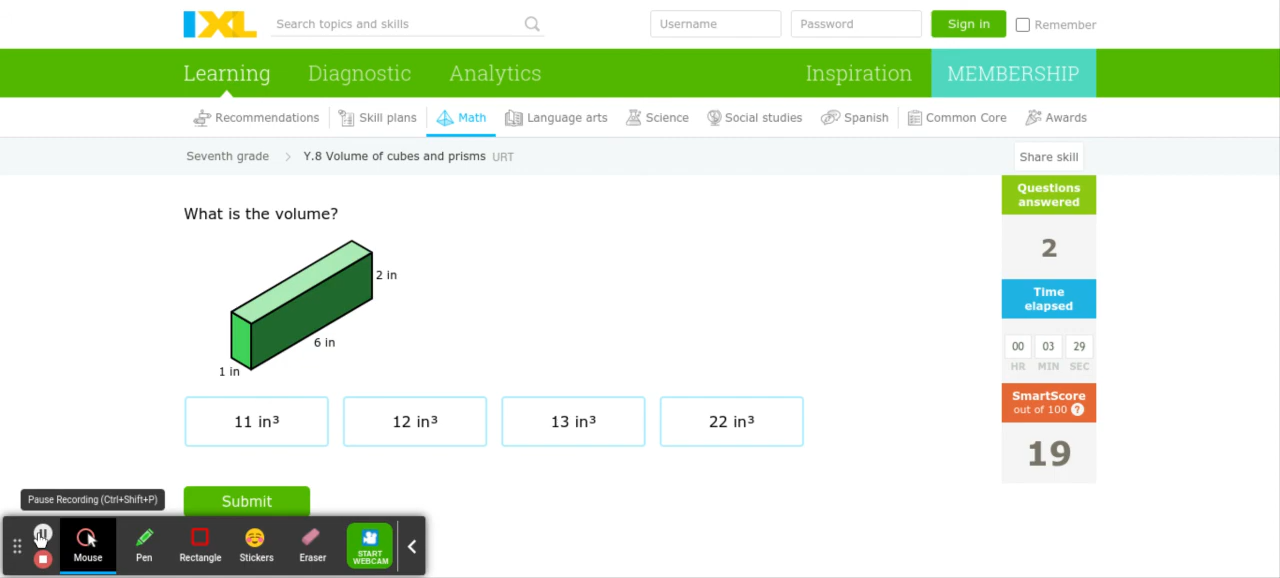 IXL
Search topics and skills
Username
Password
Sign in
Remember
Learning
Diagnostic
Analytics
Inspiration
MEMBERSHIP
Recommendations
Skill plans
Math
Language arts
Science
Social studies
Spanish
Common Core
Awards
Seventh grade > Y.8 Volume of cubes and prisms URT
Share skill
Questions
answered
2
Time
elapsed
00 03 29
HR MIN SEC
SmartScore
out of 100 ?
19
What is the volume?
2 in
6 in
1 in
11 in³
12 in³
13 in³
22 in³
Submit
Pause Recording (Ctrl+Shift+P)
Mouse
Pen
Rectangle
Stickers
Eraser
START
WEBCAM